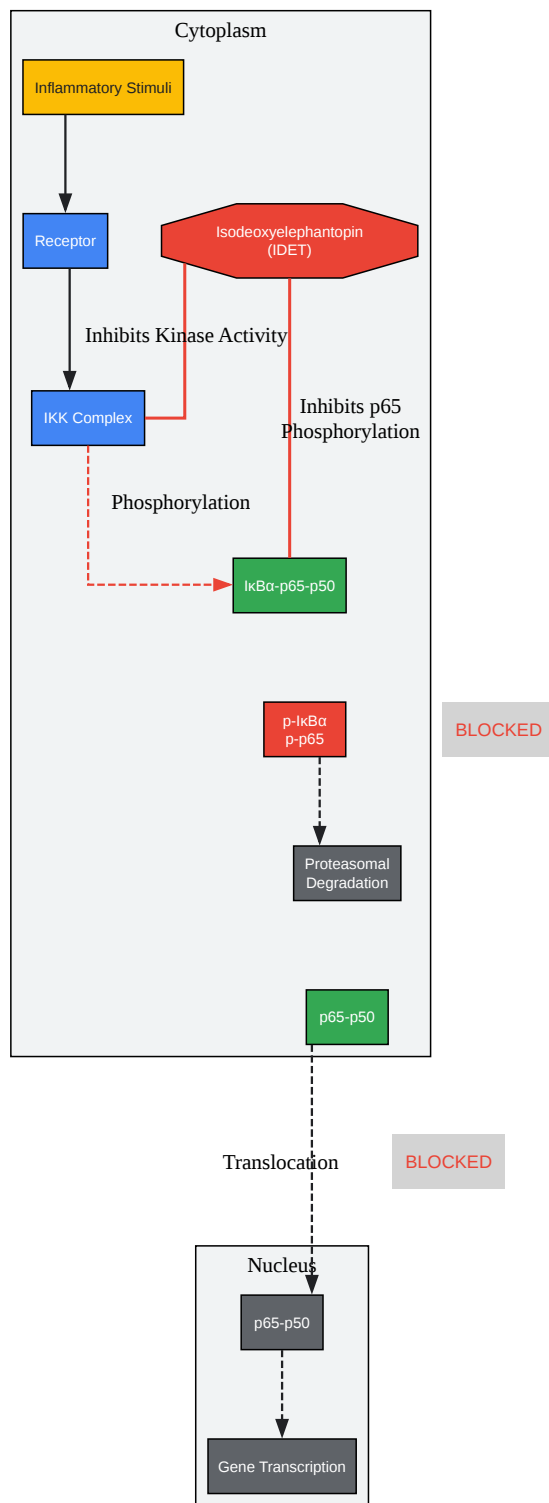 Cytoplasm
Inflammatory Stimuli
Receptor
Isodeoxyelephantopin
(IDET)
Inhibits Kinase Activity
IKK Complex
Inhibits p65
Phosphorylation
Phosphorylation
IκBα-p65-p50
p-IκBα
p-p65
BLOCKED
Proteasomal
Degradation
p65-p50
Translocation
BLOCKED
Nucleus
p65-p50
Gene Transcription